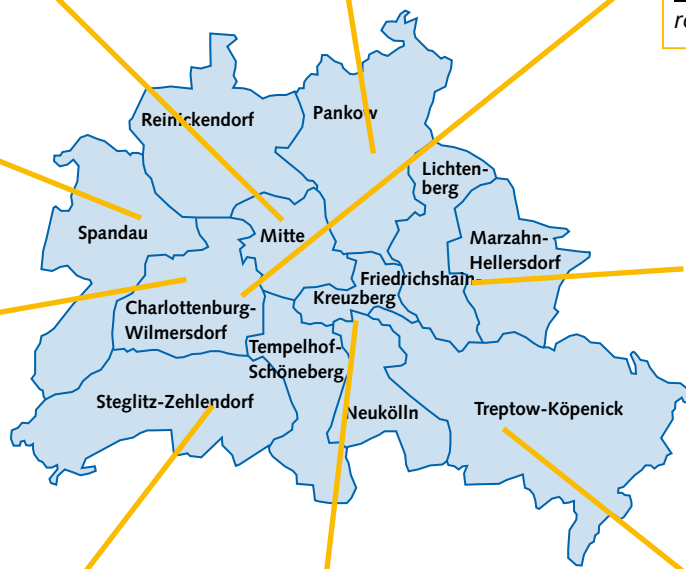 re
Reinickendorf
Pankow
Lichten-
berg
Spandau
Mitte
Marzahn-
Hellersdorf
Friedrichshain-
Kreuzberg
Charlottenburg-
Wilmersdorf
Tempelhof-
Schöneberg
Steglitz-Zehlendorf
Neukölln
Treptow-Köpenick